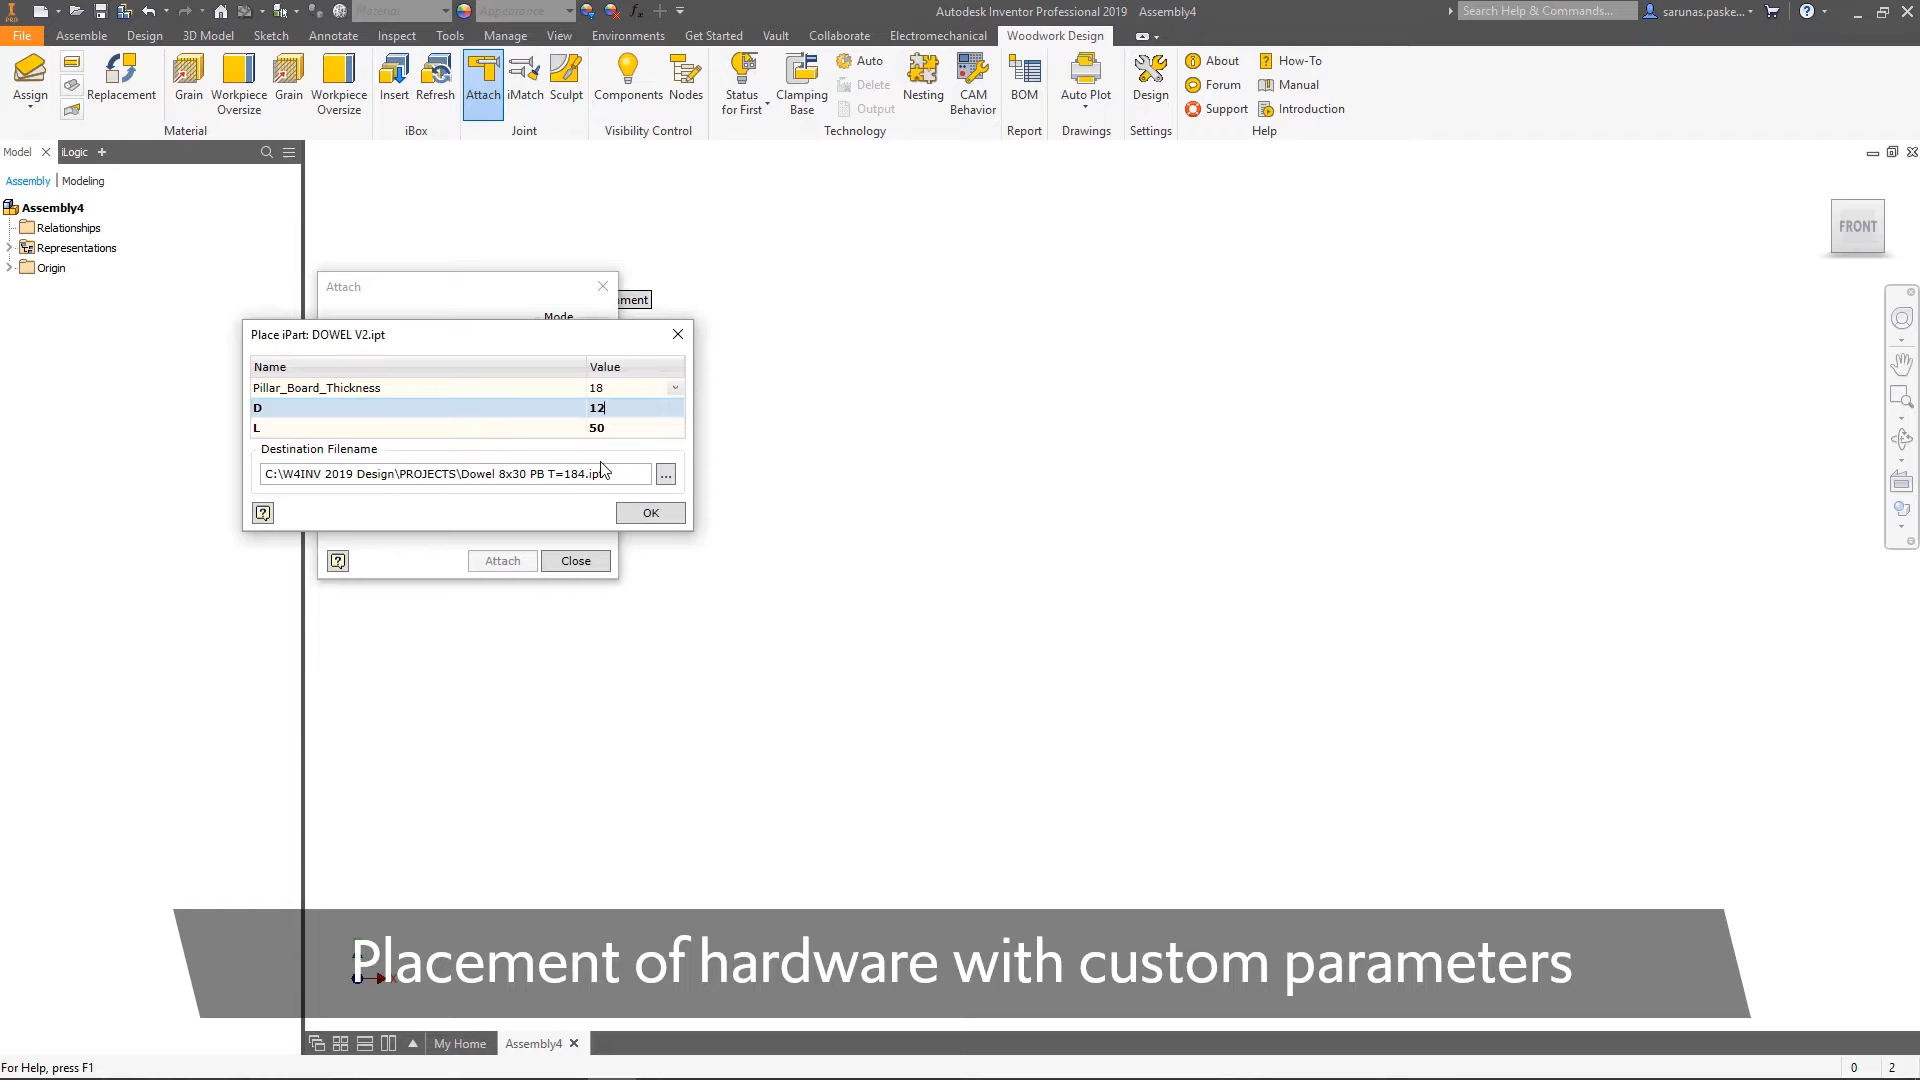 Material
Appearance
Autodesk Inventor Professional 2019 Assembly4
Search Help & Commands...
sarunas.paske...
PRO
File Assemble Design 3D Model Sketch Annotate Inspect Tools Manage View Environments Get Started Vault Collaborate Electromechanical Woodwork Design
Assign
Replacement
Grain
Workpiece
Oversize
Grain
Workpiece
Oversize
Material
Insert
Refresh
iBox
Attach
iMatch
Sculpt
Joint
Components
Nodes
Visibility Control
Status
for First
Clamping
Base
Auto
Delete
Output
Nesting
CAM
Behavior
Technology
BOM
Report
Auto Plot
Drawings
Design
Settings
About
Forum
Support
How-To
Manual
Introduction
Help
Model
iLogic
Assembly | Modeling
Assembly4
Relationships
Representations
Origin
FRONT
Attach
Mode
Place iPart: DOWEL V2.ipt
Name Value
Pillar_Board_Thickness 18
D 12
L 50
Destination Filename
C:\W4INV 2019 Design\PROJECTS\Dowel 8x30 PB T=184.ipt
...
OK
Attach
Close
Placement of hardware with custom parameters
My Home
Assembly4
For Help, press F1
0 2